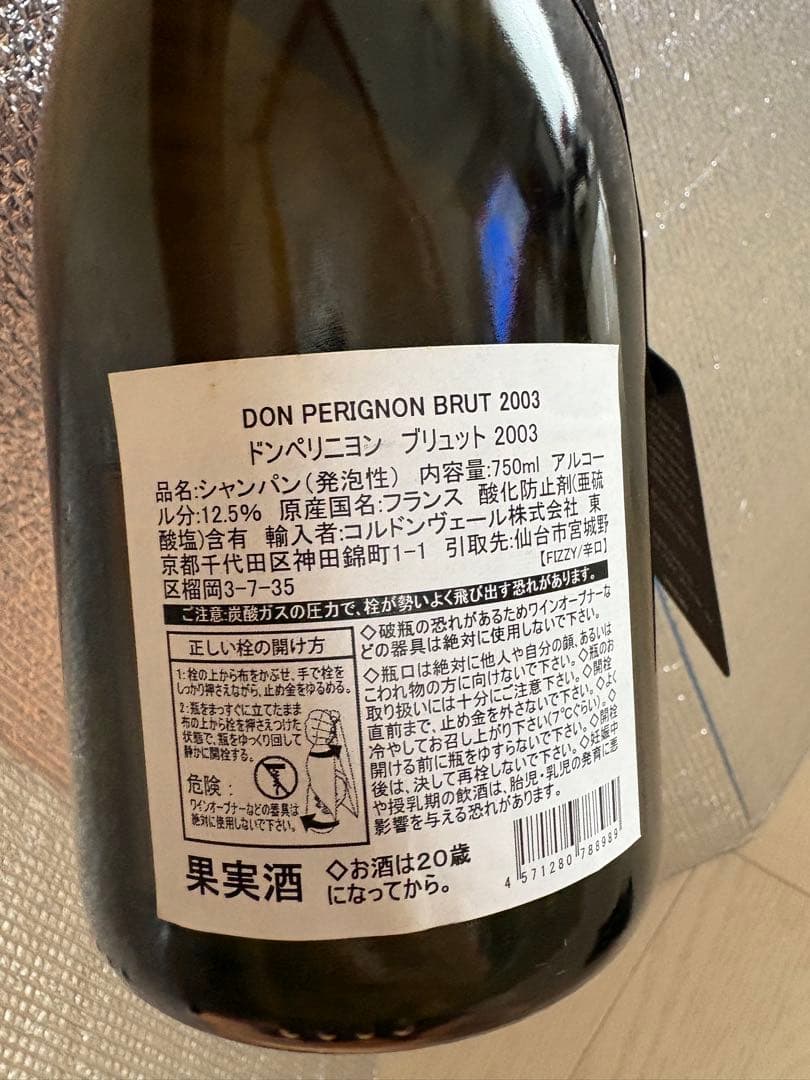 DON PERIGNON BRUT 2003
ドンペリニヨン ブリュット 2003
品名:シャンパン(発泡性) 内容量:750ml アルコー
ル分:12.5% 原産国名:フランス 酸化防止剤(亜硫
酸塩)含有 輸入者:コルドンヴェール株式会社 東
京都千代田区神田錦町1-1 引取先:仙台市宮城野
区榴岡3-7-35
【FIZZY/辛口】
ご注意:炭酸ガスの圧力で、栓が勢いよく飛び出す恐れがあります。
正しい栓の開け方
1:栓の上から布をかぶせ、手で栓を
しっかり押さえながら、止め金をゆるめる。
2:瓶をまっすぐに立てたまま
布の上から栓を押さえつけた
状態で、瓶をゆっくり回して
静かに開栓する。
危険:
ワインオープナーなどの器具は
絶対に使用しないで下さい。
◇破瓶の恐れがあるためワインオープナーな
どの器具は絶対に使用しないで下さい。
◇瓶口は絶対に他人や自分の顔、あるいは
こわれ物の方に向けないで下さい。◇瓶のお
取り扱いには十分にご注意下さい。◇開栓
直前まで、止め金を外さないで下さい。◇よく
冷やしてお召し上がり下さい(7℃ぐらい)。◇
開ける前に瓶をゆすらないで下さい。◇開栓
後は、決して再栓しないで下さい。◇妊娠中
や授乳期の飲酒は、胎児・乳児の発育に悪
影響を与える恐れがあります。
果実酒
◇お酒は20歳
になってから。
4 571280 788989